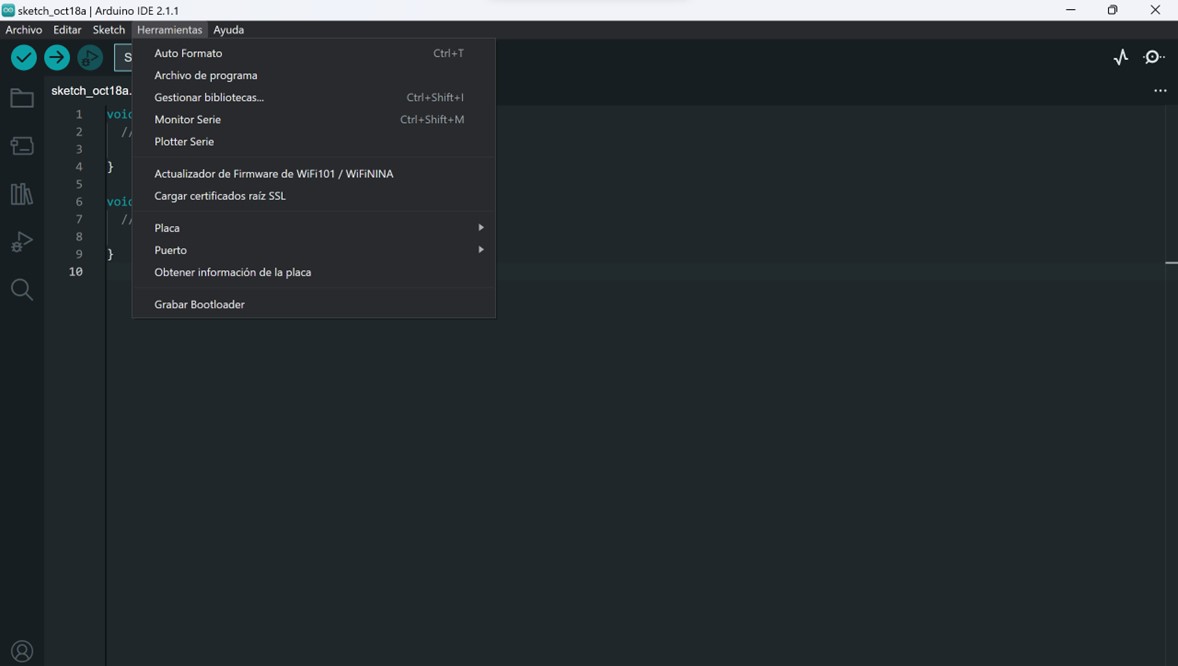 sketch_oct18a | Arduino IDE 2.1.1
Archivo Editar Sketch Herramientas Ayuda
Auto Formato Ctrl+T
Archivo de programa
Gestionar bibliotecas... Ctrl+Shift+I
Monitor Serie Ctrl+Shift+M
Plotter Serie
Actualizador de Firmware de WiFi101 / WiFiNINA
Cargar certificados raíz SSL
Placa
Puerto
Obtener información de la placa
Grabar Bootloader
S
sketch_oct18a.
1
2 //
3
4 }
5
6
7 //
8
9 }
10